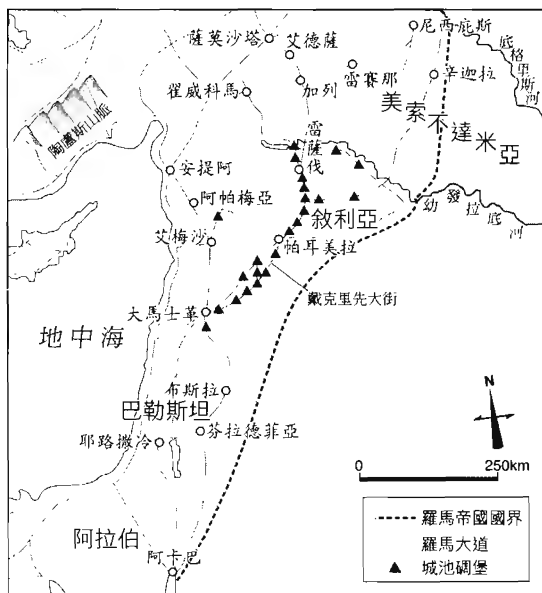 薩莫沙塔
艾德薩
尼西庇斯
底格里斯河
雷賽那
辛迦拉
崔威科馬
加列
美索不達米亞
陶盧斯山脈
雷薩伐
安提阿
阿帕梅亞
幼發拉底河
敘利亞
艾梅沙
帕耳美拉
戴克里先大街
大馬士革
地中海
布斯拉
巴勒斯坦
芬拉德菲亞
耶路撒冷
N
0 250km
阿拉伯
阿卡巴
羅馬帝國國界
羅馬大道
城池碉堡